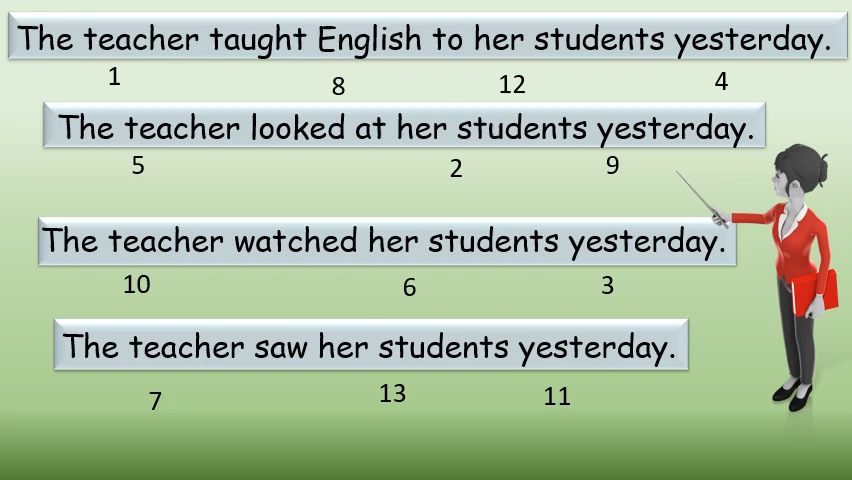 The teacher taught English to her students yesterday.
1 8 12 4
The teacher looked at her students yesterday.
5 2 9
The teacher watched her students yesterday.
10 6 3
The teacher saw her students yesterday.
7 13 11